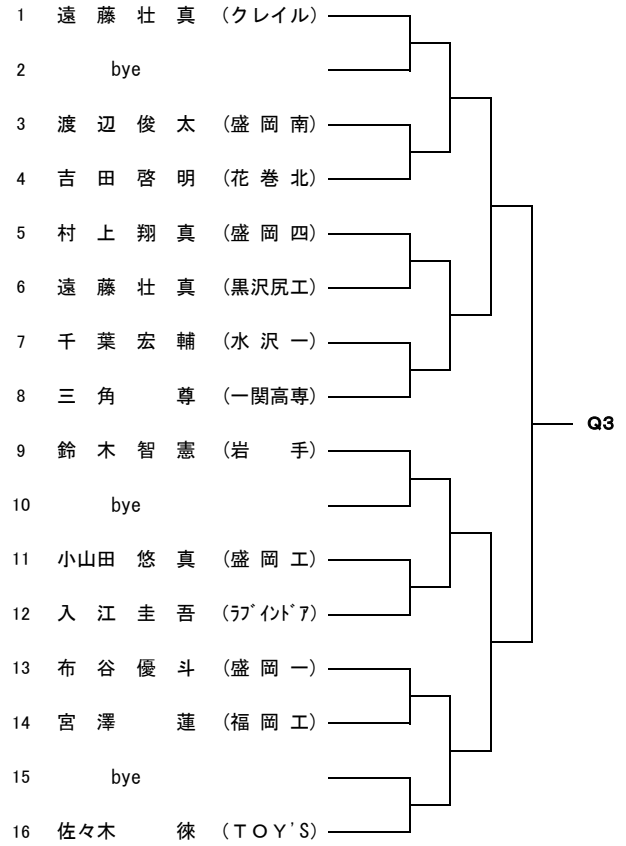 1 遠 藤 壮 真 (クレイル)
2 bye
3 渡 辺 俊 太 (盛 岡 南)
4 吉 田 啓 明 (花 巻 北)
5 村 上 翔 真 (盛 岡 四)
6 遠 藤 壮 真 (黒沢尻工)
7 千 葉 宏 輔 (水 沢 一)
8 三 角 尊 (一関高専)
Q3
9 鈴 木 智 憲 (岩 手)
10 bye
11 小山田 悠 真 (盛 岡 工)
12 入 江 圭 吾 (ﾗﾌﾞｲﾝﾄﾞｱ)
13 布 谷 優 斗 (盛 岡 一)
14 宮 澤 蓮 (福 岡 工)
15 bye
16 佐々木 徠 (ＴＯＹ'S)